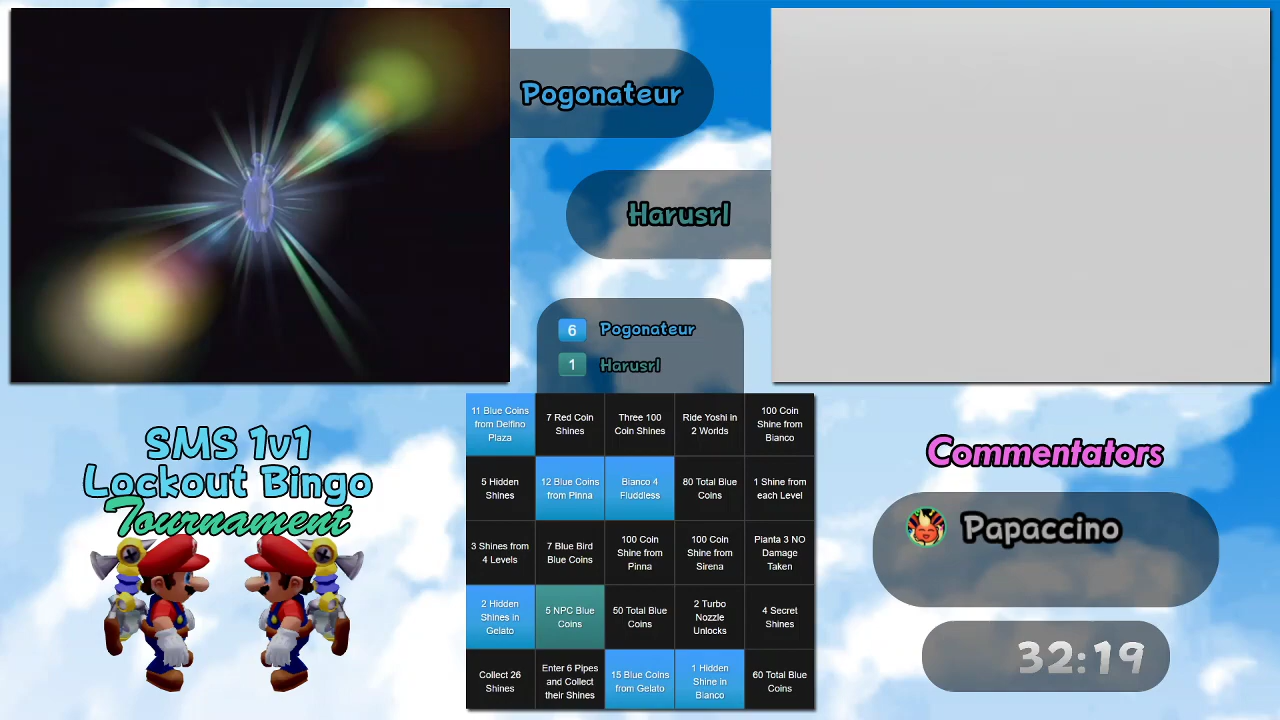 Pogonateur
Harusrl
6 Pogonateur
1 Harusrl
11 Blue Coins from Delfino Plaza
7 Red Coin Shines
Three 100 Coin Shines
Ride Yoshi in 2 Worlds
100 Coin Shine from Bianco
5 Hidden Shines
12 Blue Coins from Pinna
Bianco 4 Fluddless
80 Total Blue Coins
1 Shine from each Level
3 Shines from 4 Levels
7 Blue Bird Blue Coins
100 Coin Shine from Pinna
100 Coin Shine from Sirena
Pianta 3 NO Damage Taken
2 Hidden Shines in Gelato
5 NPC Blue Coins
50 Total Blue Coins
2 Turbo Nozzle Unlocks
4 Secret Shines
Collect 26 Shines
Enter 6 Pipes and Collect their Shines
15 Blue Coins from Gelato
1 Hidden Shine in Bianco
60 Total Blue Coins
SMS 1v1
Lockout Bingo
Tournament
Commentators
Papaccino
32:19